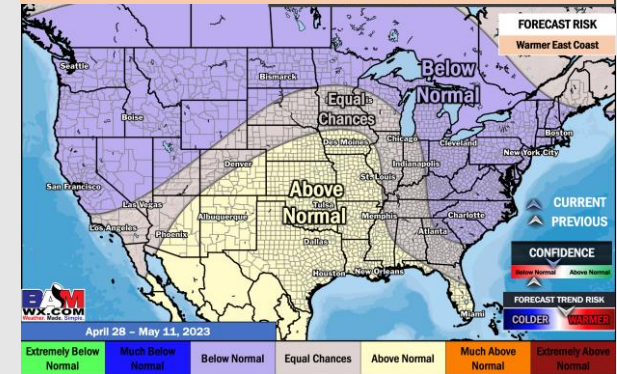 FORECAST RISK
Warmer East Coast
Seattle
Bismarck
Below
Normal
Equal
Chances
Boise
Boston
Des Moines
Chicago
Cleveland
New York City
Denver
Indianapolis
San Francisco
St. Louis
Above
Normal
Las Vegas
Tulsa
CURRENT
PREVIOUS
Los Angeles
Albuquerque
Memphis
Charlotte
Phoenix
Atlanta
Dallas
CONFIDENCE
Below Normal Above Normal
Houston
New Orleans
BAM
WX.COM
Weather. Made. Simple.
FORECAST TREND RISK
COLDER WARMER
Miami
April 28 – May 11, 2023
Extremely Below Normal
Much Below Normal
Below Normal
Equal Chances
Above Normal
Much Above Normal
Extremely Above Normal